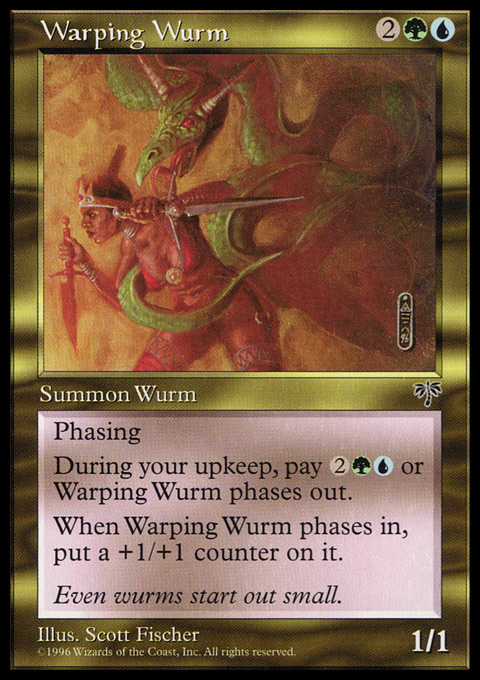 Warping Wurm 2
Summon Wurm
Phasing
During your upkeep, pay 2 or
Warping Wurm phases out.
When Warping Wurm phases in,
put a +1/+1 counter on it.
Even wurms start out small.
Illus. Scott Fischer
1/1
©1996 Wizards of the Coast, Inc. All rights reserved.